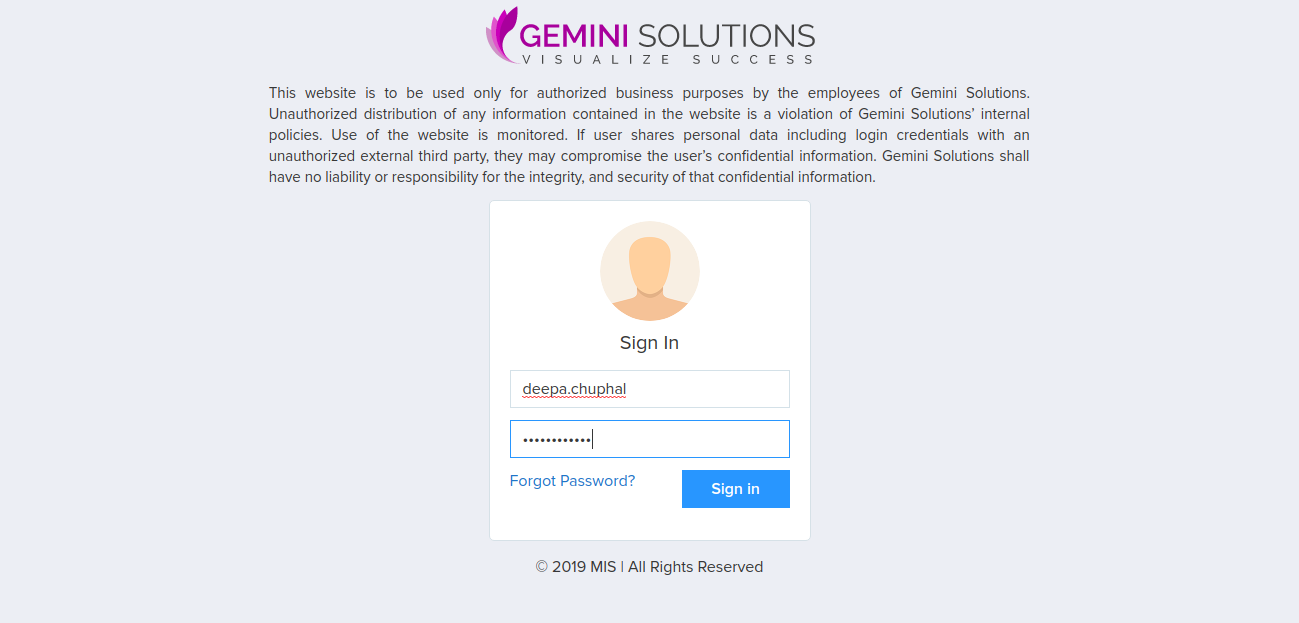 GEMINI SOLUTIONS
VISUALIZE SUCCESS
This website is to be used only for authorized business purposes by the employees of Gemini Solutions.
Unauthorized distribution of any information contained in the website is a violation of Gemini Solutions’ internal
policies. Use of the website is monitored. If user shares personal data including login credentials with an
unauthorized external third party, they may compromise the user’s confidential information. Gemini Solutions shall
have no liability or responsibility for the integrity, and security of that confidential information.
Sign In
deepa.chuphal
••••••••••••
Forgot Password?
Sign in
© 2019 MIS | All Rights Reserved